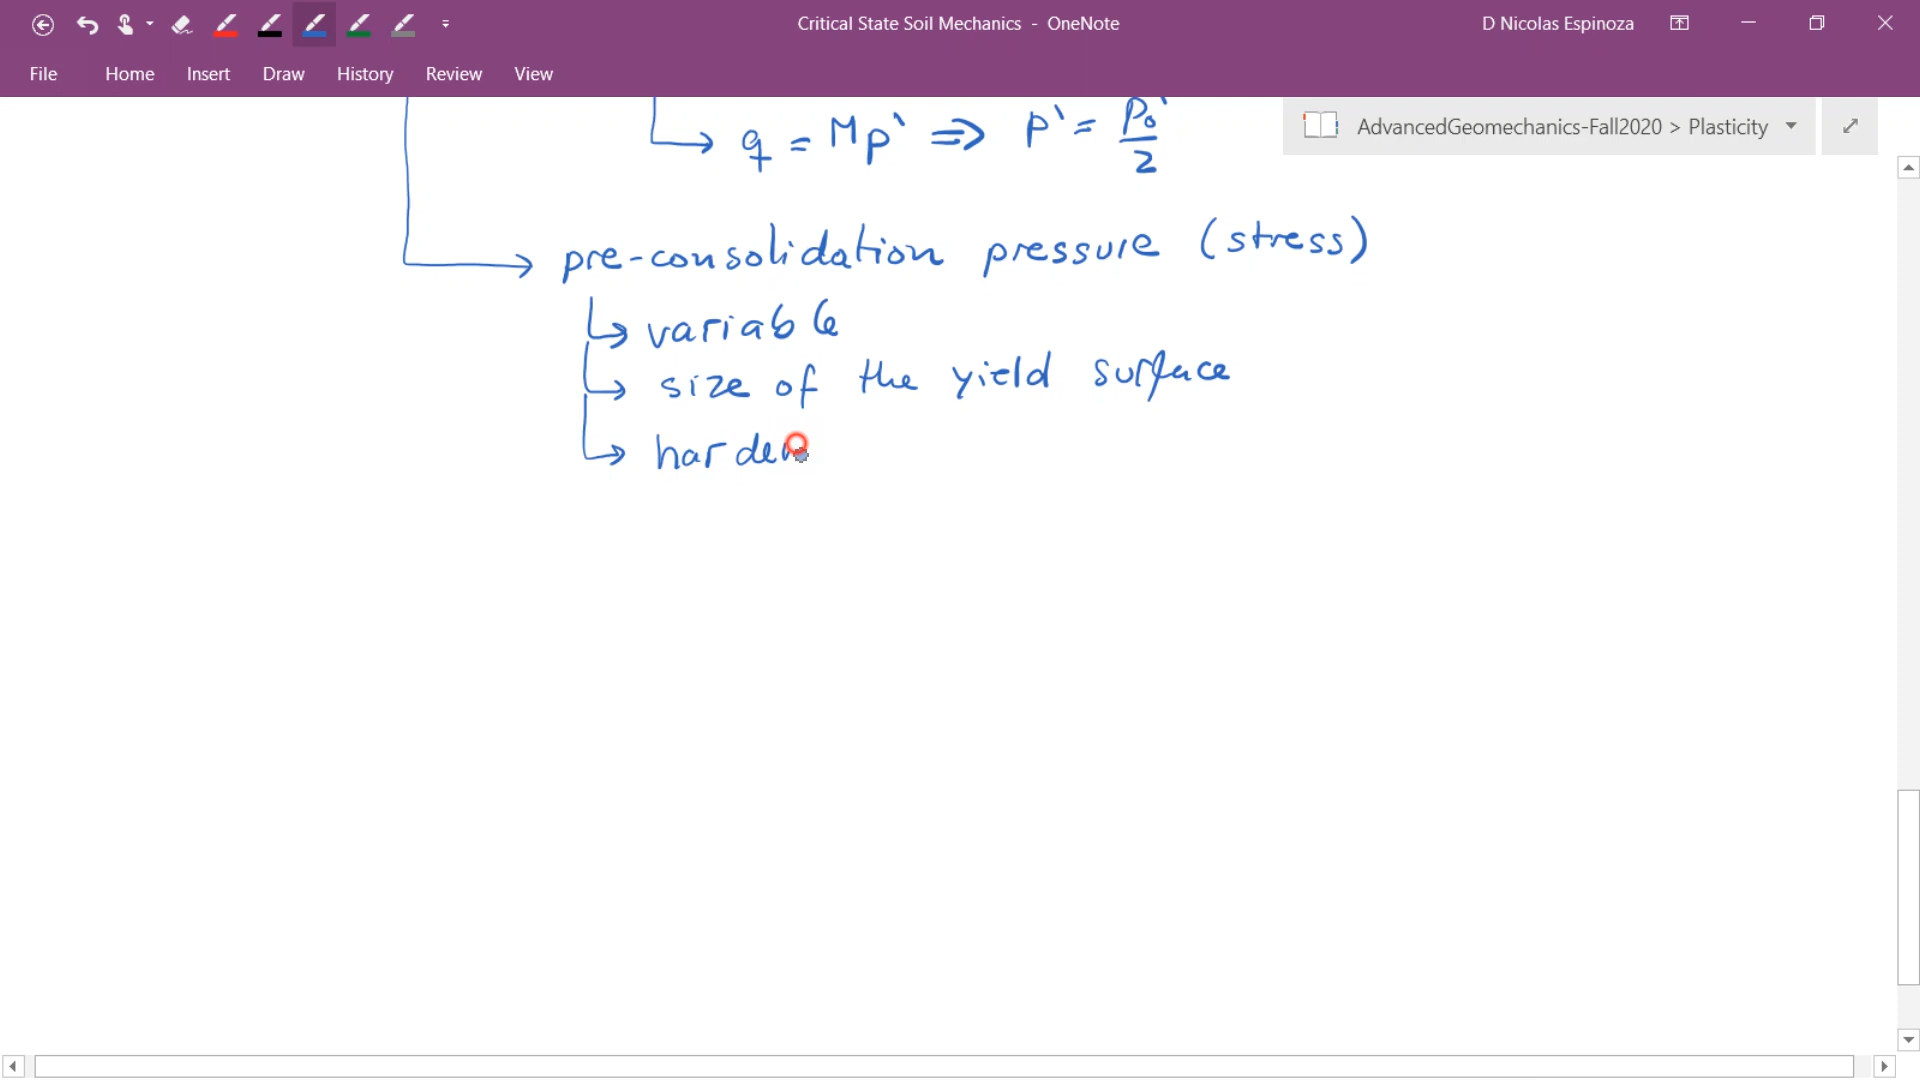 Critical State Soil Mechanics - OneNote
D Nicolas Espinoza
File Home Insert Draw History Review View
AdvancedGeomechanics-Fall2020 > Plasticity
q = Mp' => p' = p₀'/2
pre-consolidation pressure (stress)
variable
size of the yield surface
harden